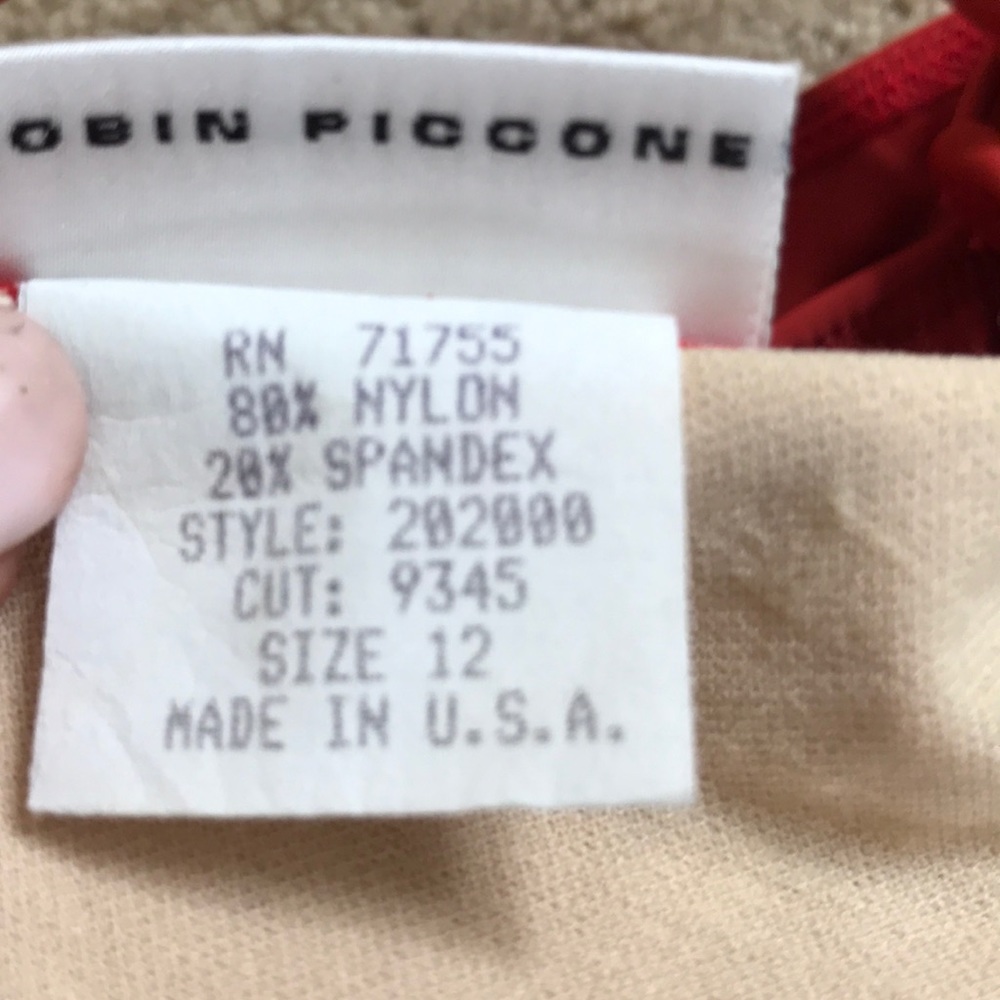 OBIN PICCONE
RN 71755
80% NYLON
20% SPANDEX
STYLE: 202000
CUT: 9345
SIZE 12
MADE IN U.S.A.